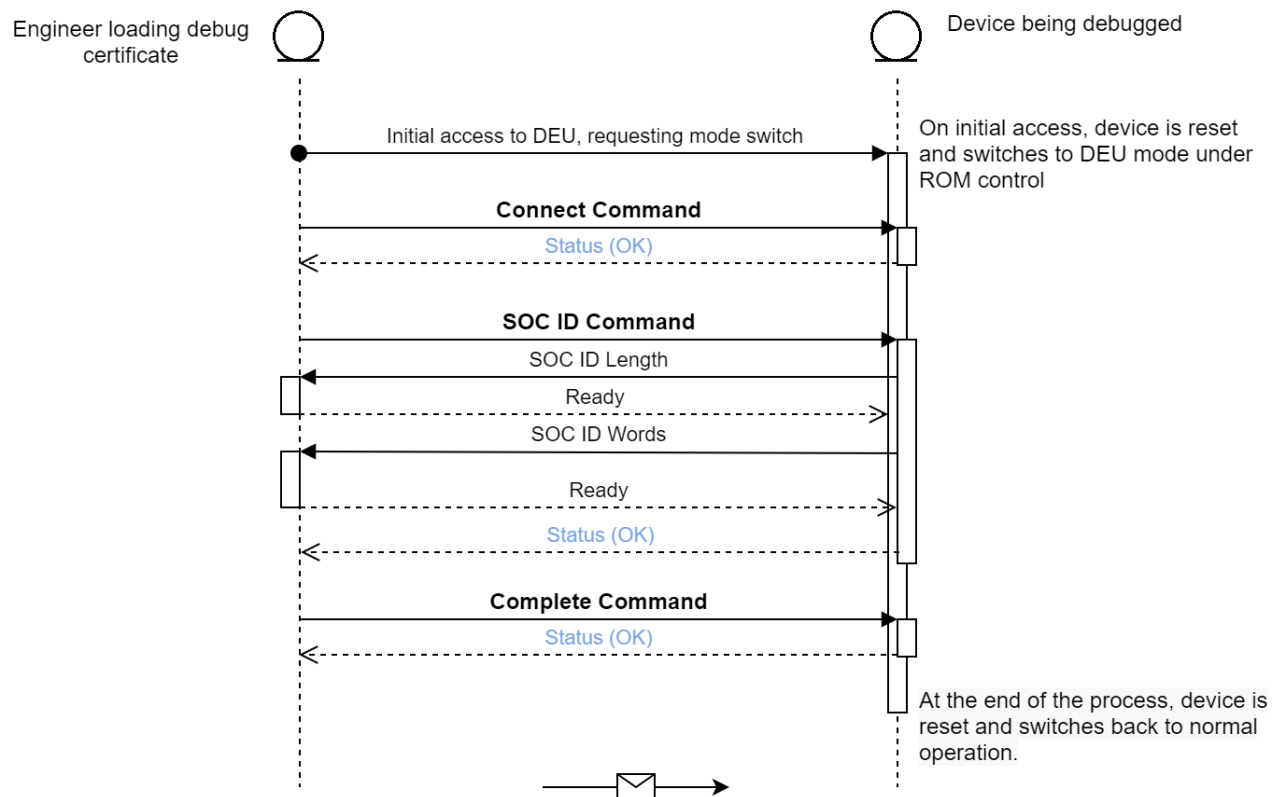 Engineer loading debug
certificate
Device being debugged
Initial access to DEU, requesting mode switch
On initial access, device is reset
and switches to DEU mode under
ROM control
Connect Command
Status (OK)
SOC ID Command
SOC ID Length
Ready
SOC ID Words
Ready
Status (OK)
Complete Command
Status (OK)
At the end of the process, device is
reset and switches back to normal
operation.